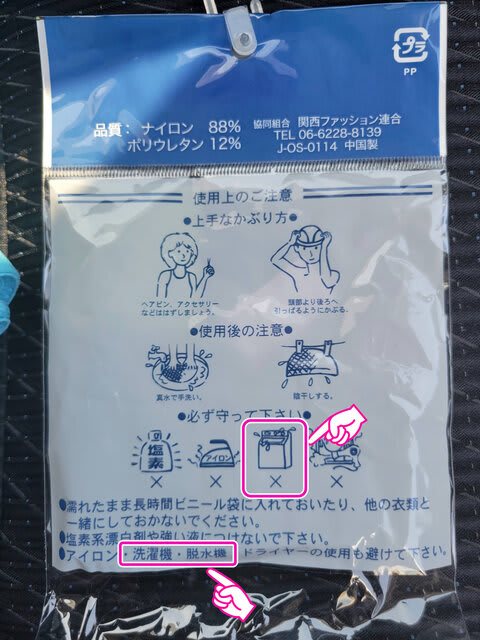 プラ
PP
品質： ナイロン 88%
ポリウレタン 12%
協同組合 関西ファッション連合
TEL 06-6228-8139
J-OS-0114 中国製
使用上のご注意
●上手なかぶり方●
ヘアピン、アクセサリー
などははずしましょう。
頭部より後ろへ
引っぱるようにかぶる。
●使用後の注意●
真水で手洗い。
陰干しする。
●必ず守って下さい●
塩素
アイロン
× × × ×
●濡れたまま長時間ビニール袋に入れておいたり、他の衣類と
一緒にしておかないでください。
●塩素系漂白剤や強い液につけないで下さい。
●アイロン・洗濯機・脱水機・ドライヤーの使用も避けて下さい。